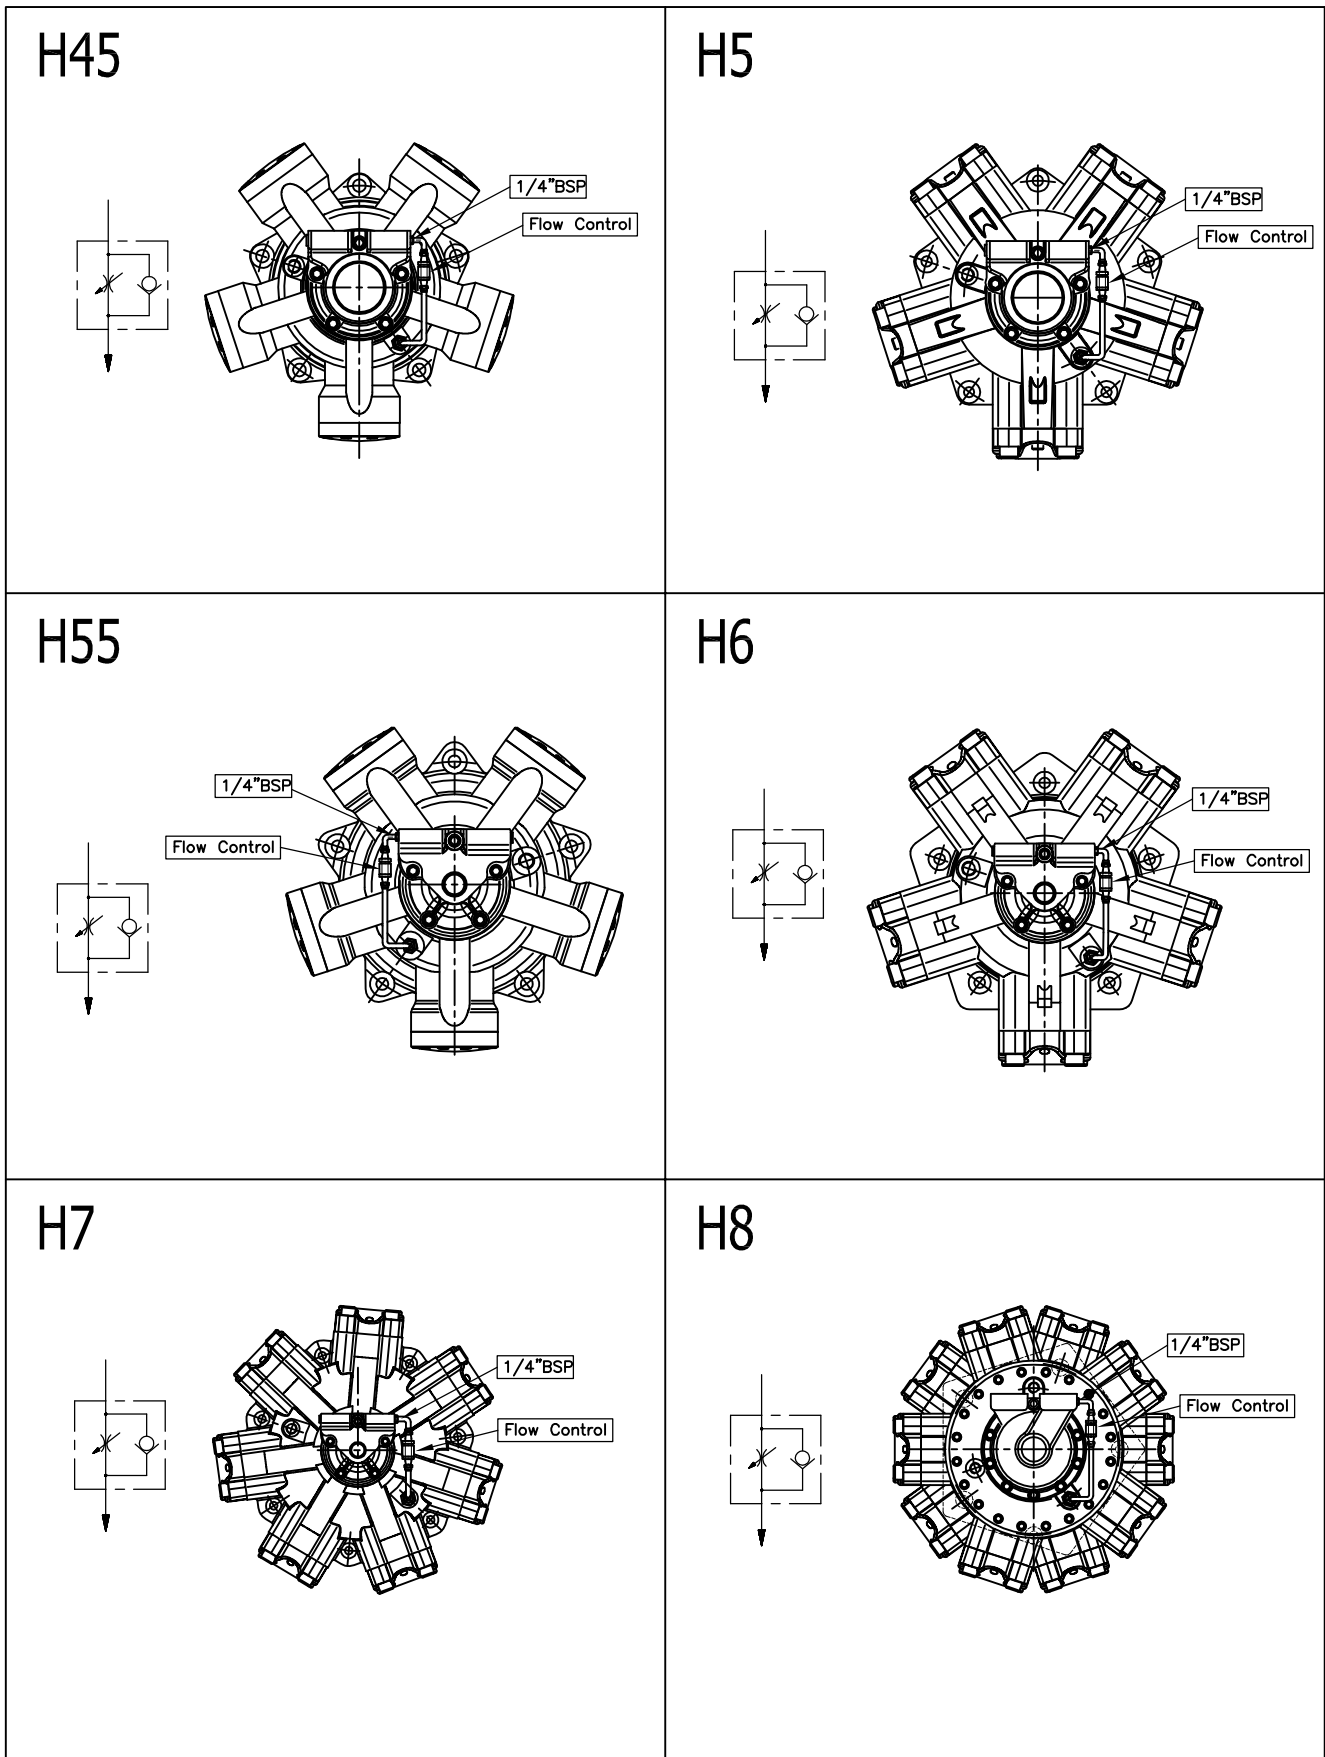 H45
1/4”BSP
Flow Control
H5
1/4”BSP
Flow Control
H55
1/4”BSP
Flow Control
H6
1/4”BSP
Flow Control
H7
1/4”BSP
Flow Control
H8
1/4”BSP
Flow Control